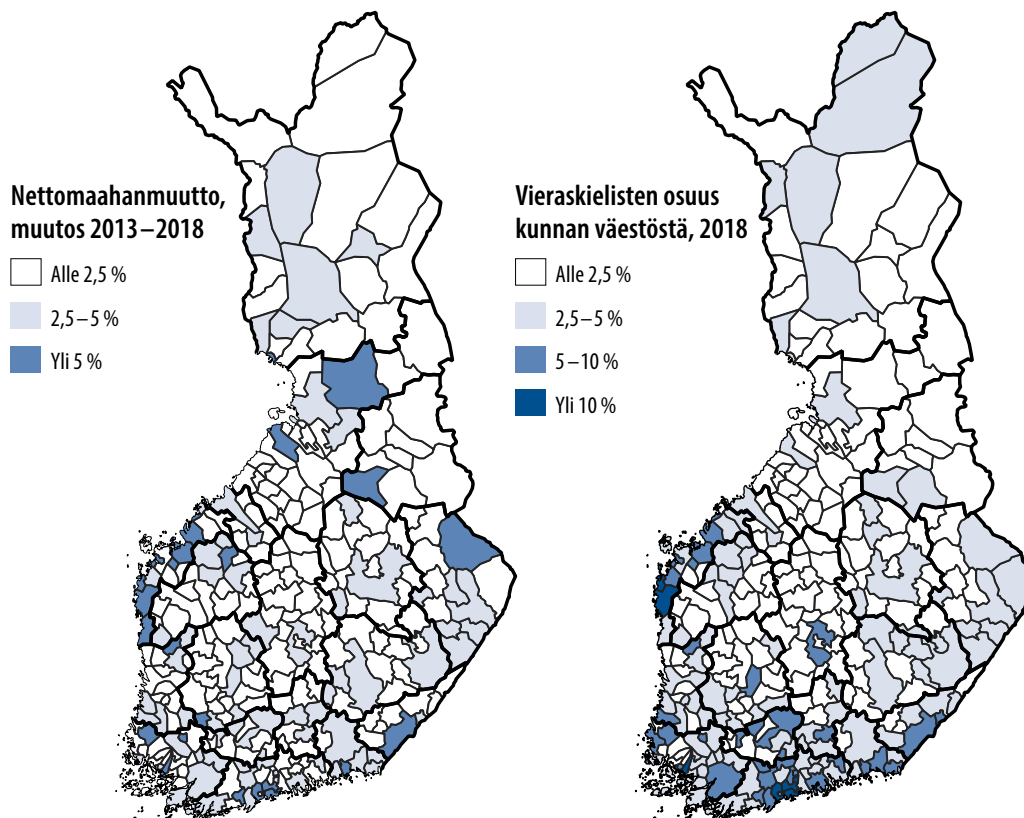 Nettomaahanmuutto,
muutos 2013–2018
Alle 2,5 %
2,5–5 %
Yli 5 %
Vieraskielisten osuus
kunnan väestöstä, 2018
Alle 2,5 %
2,5–5 %
5–10 %
Yli 10 %